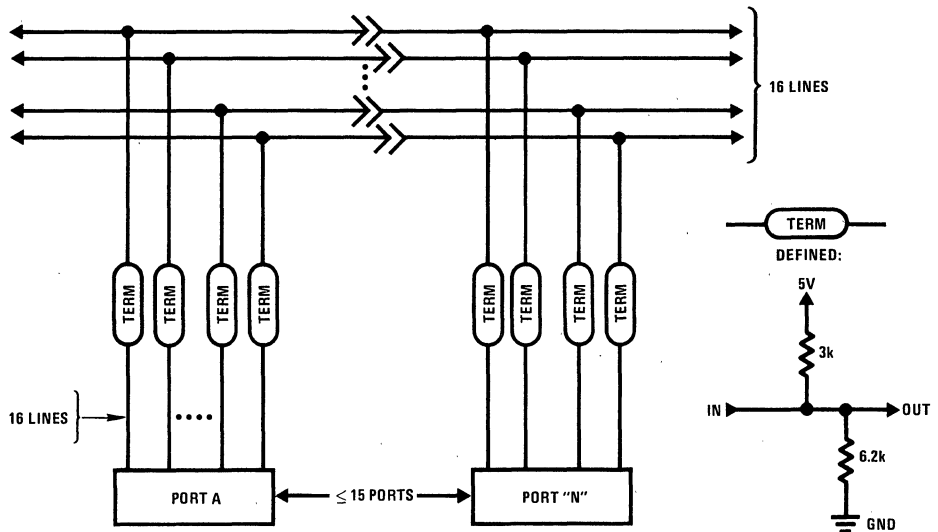 16 LINES
TERM
DEFINED:
5V
3k
IN
OUT
6.2k
GND
TERM
TERM
TERM
TERM
TERM
TERM
TERM
TERM
16 LINES
PORT A
≤ 15 PORTS
PORT "N"